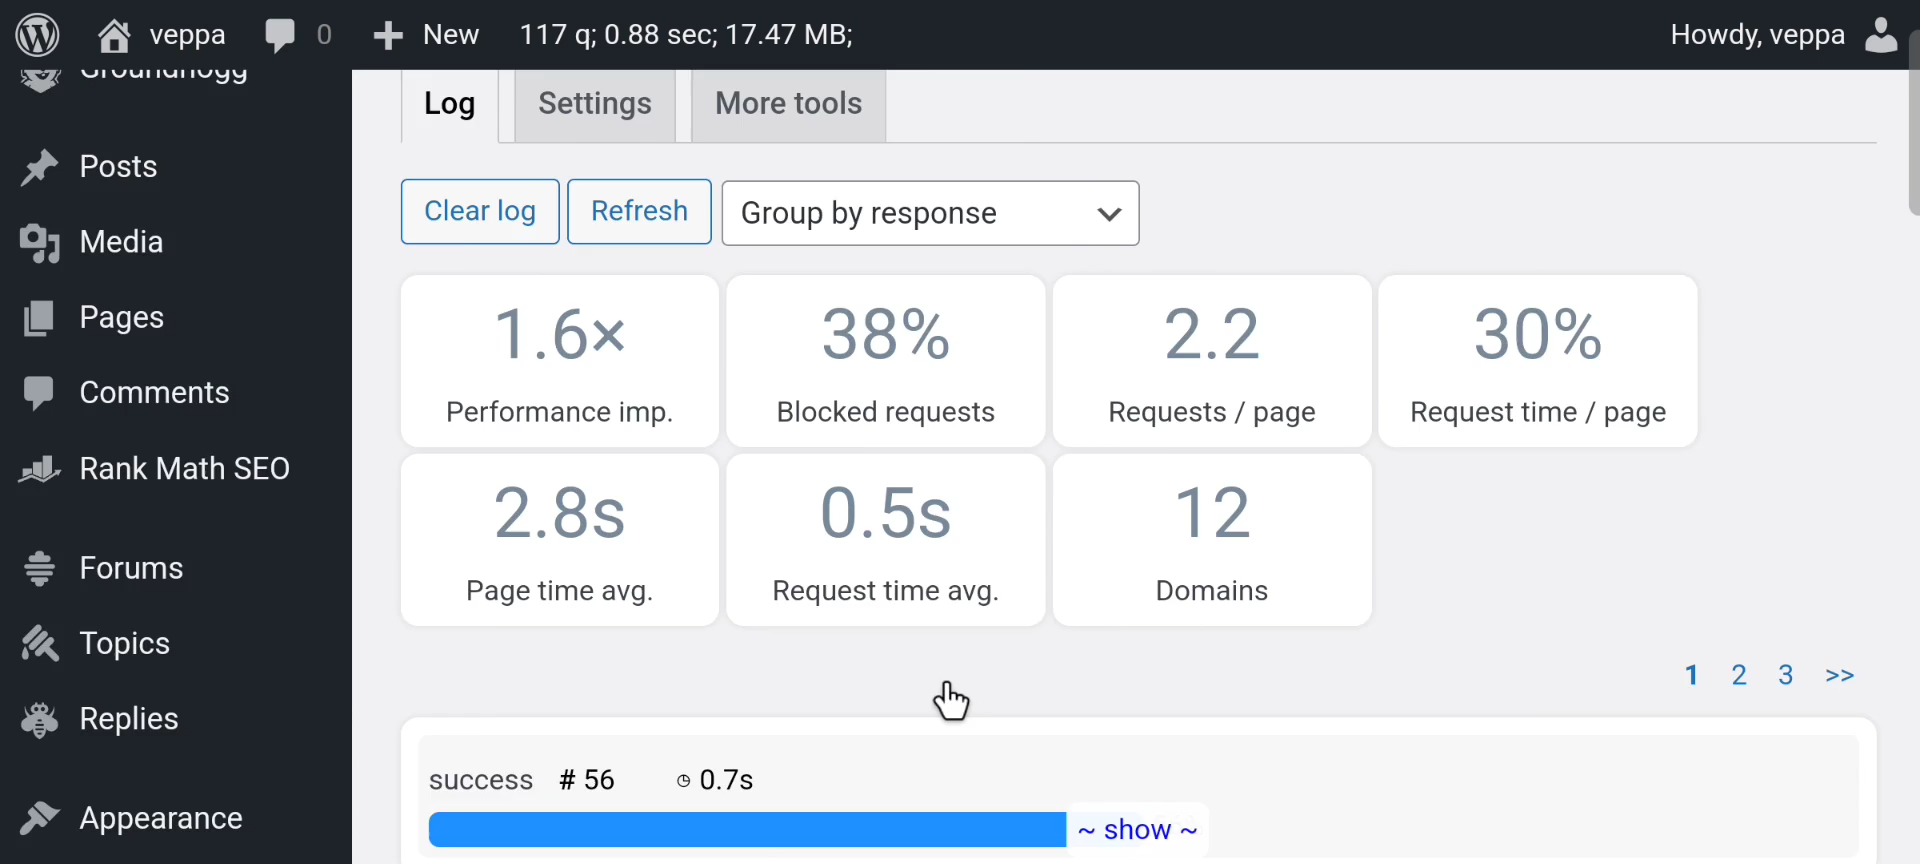 veppa 0 New 117 q; 0.88 sec; 17.47 MB; Howdy, veppa
Groundhogg
Posts
Media
Pages
Comments
Rank Math SEO
Forums
Topics
Replies
Appearance
Log Settings More tools
Clear log Refresh Group by response
1.6× 38% 2.2 30%
Performance imp. Blocked requests Requests / page Request time / page
2.8s 0.5s 12
Page time avg. Request time avg. Domains
1 2 3 >>
success # 56 0.7s
~ show ~